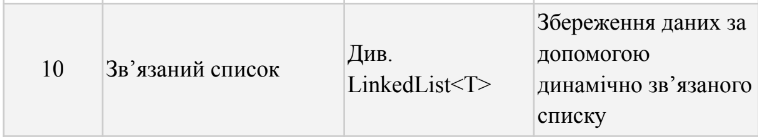 10
Зв’язаний список
Див.
LinkedList<T>
Збереження даних за
допомогою
динамічно зв’язаного
списку